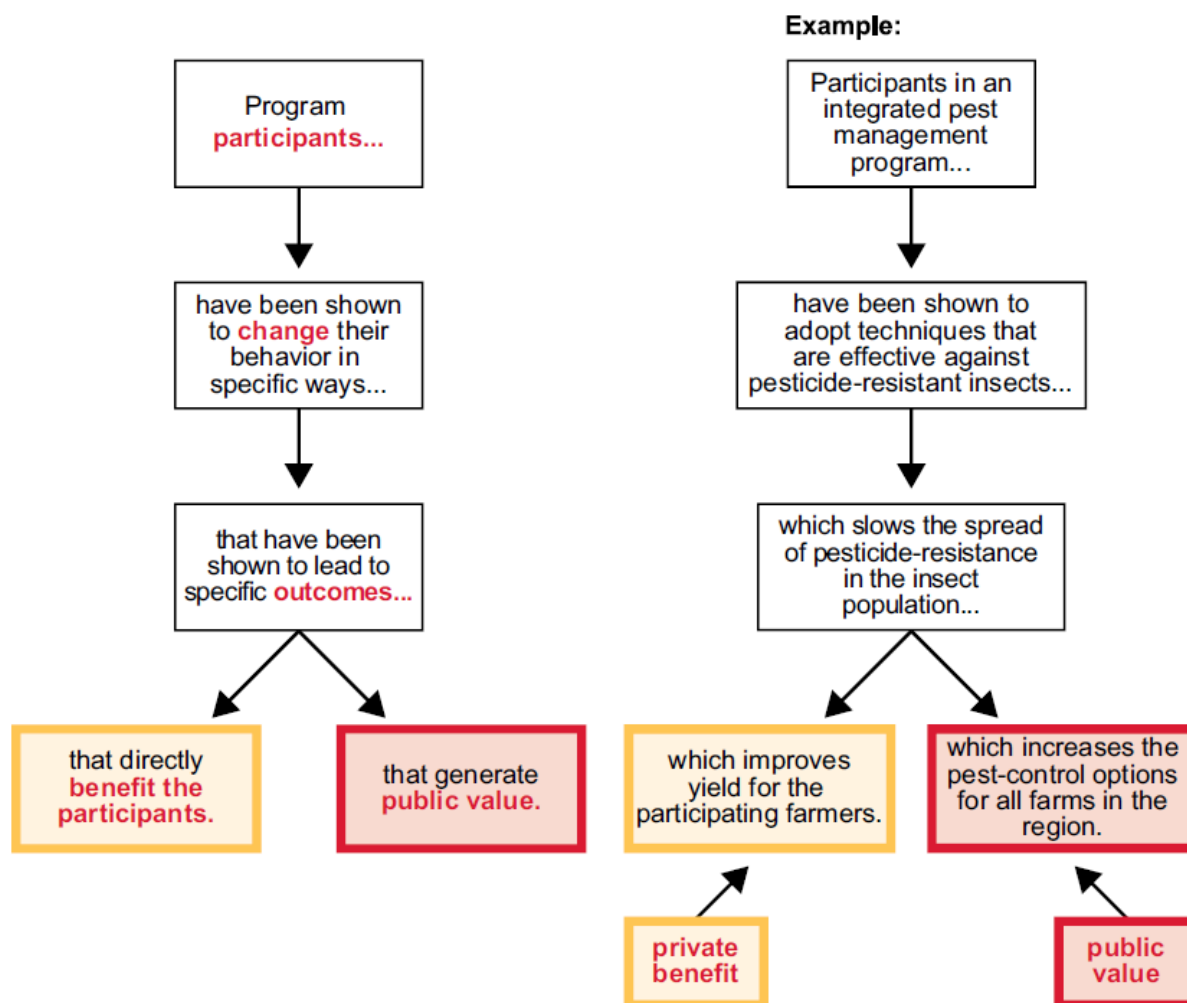 Program
participants...
have been shown
to change their
behavior in
specific ways...
that have been
shown to lead to
specific outcomes...
that directly
benefit the
participants.
that generate
public value.
Example:
Participants in an
integrated pest
management
program...
have been shown to
adopt techniques that
are effective against
pesticide-resistant insects...
which slows the spread
of pesticide-resistance
in the insect
population...
which improves
yield for the
participating farmers.
which increases the
pest-control options
for all farms in the
region.
private
benefit
public
value